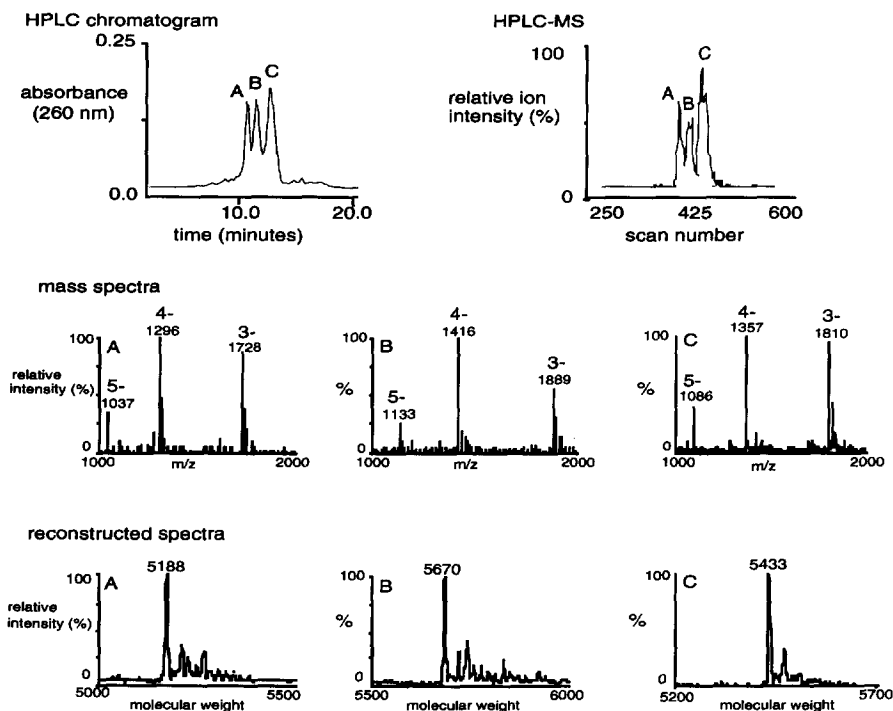 HPLC chromatogram
0.25
absorbance
(260 nm)
A
B
C
0.0
10.0
20.0
time (minutes)
HPLC-MS
100
relative ion
intensity (%)
A
B
C
0
250
425
600
scan number
mass spectra
100
relative
intensity (%)
0
A
5-
1037
4-
1296
3-
1728
1000
m/z
2000
100
%
0
B
5-
1133
4-
1416
3-
1889
1000
m/z
2000
100
%
0
C
5-
1086
4-
1357
3-
1810
1000
m/z
2000
reconstructed spectra
100
relative
intensity (%)
0
A
5188
5000
molecular weight
5500
100
%
0
B
5670
5500
molecular weight
6000
100
%
0
C
5433
5200
molecular weight
5700